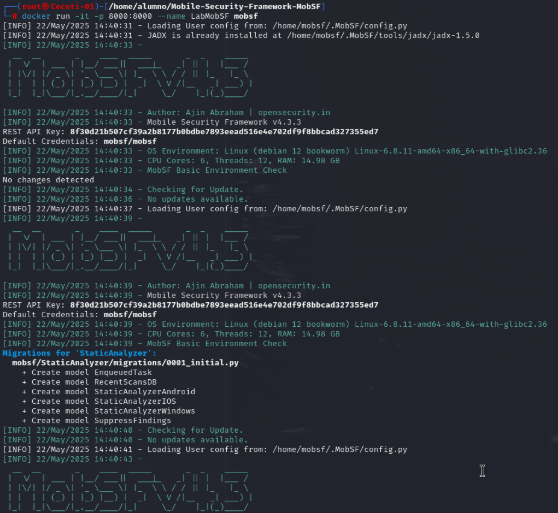 ┌──(root㉿Ceceti-01)-[/home/alumno/Mobile-Security-Framework-MobSF]
└─# docker run -it -p 8000:8000 --name LabMobSF mobsf
[INFO] 22/May/2025 14:40:31 - Loading User config from: /home/mobsf/.MobSF/config.py
[INFO] 22/May/2025 14:40:31 - JADX is already installed at /home/mobsf/.MobSF/tools/jadx/jadx-1.5.0
[INFO] 22/May/2025 14:40:33 -
[INFO] 22/May/2025 14:40:33 - Author: Ajin Abraham | opensecurity.in
[INFO] 22/May/2025 14:40:33 - Mobile Security Framework v4.3.3
REST API Key: 8f30d21b507cf39a2b8177b0bdbe7893eead516e4e702df9f8bbcad327355ed7
Default Credentials: mobsf/mobsf
[INFO] 22/May/2025 14:40:33 - OS Environment: Linux (debian 12 bookworm) Linux-6.8.11-amd64-x86_64-with-glibc2.36
[INFO] 22/May/2025 14:40:33 - CPU Cores: 6, Threads: 12, RAM: 14.98 GB
[INFO] 22/May/2025 14:40:33 - MobSF Basic Environment Check
No changes detected
[INFO] 22/May/2025 14:40:34 - Checking for Update.
[INFO] 22/May/2025 14:40:36 - No updates available.
[INFO] 22/May/2025 14:40:37 - Loading User config from: /home/mobsf/.MobSF/config.py
[INFO] 22/May/2025 14:40:39 -
[INFO] 22/May/2025 14:40:39 - Author: Ajin Abraham | opensecurity.in
[INFO] 22/May/2025 14:40:39 - Mobile Security Framework v4.3.3
REST API Key: 8f30d21b507cf39a2b8177b0bdbe7893eead516e4e702df9f8bbcad327355ed7
Default Credentials: mobsf/mobsf
[INFO] 22/May/2025 14:40:39 - OS Environment: Linux (debian 12 bookworm) Linux-6.8.11-amd64-x86_64-with-glibc2.36
[INFO] 22/May/2025 14:40:39 - CPU Cores: 6, Threads: 12, RAM: 14.98 GB
[INFO] 22/May/2025 14:40:39 - MobSF Basic Environment Check
Migrations for 'StaticAnalyzer':
mobsf/StaticAnalyzer/migrations/0001_initial.py
+ Create model EnqueuedTask
+ Create model RecentScansDB
+ Create model StaticAnalyzerAndroid
+ Create model StaticAnalyzerIOS
+ Create model StaticAnalyzerWindows
+ Create model SuppressFindings
[INFO] 22/May/2025 14:40:40 - Checking for Update.
[INFO] 22/May/2025 14:40:40 - No updates available.
[INFO] 22/May/2025 14:40:41 - Loading User config from: /home/mobsf/.MobSF/config.py
[INFO] 22/May/2025 14:40:43 -